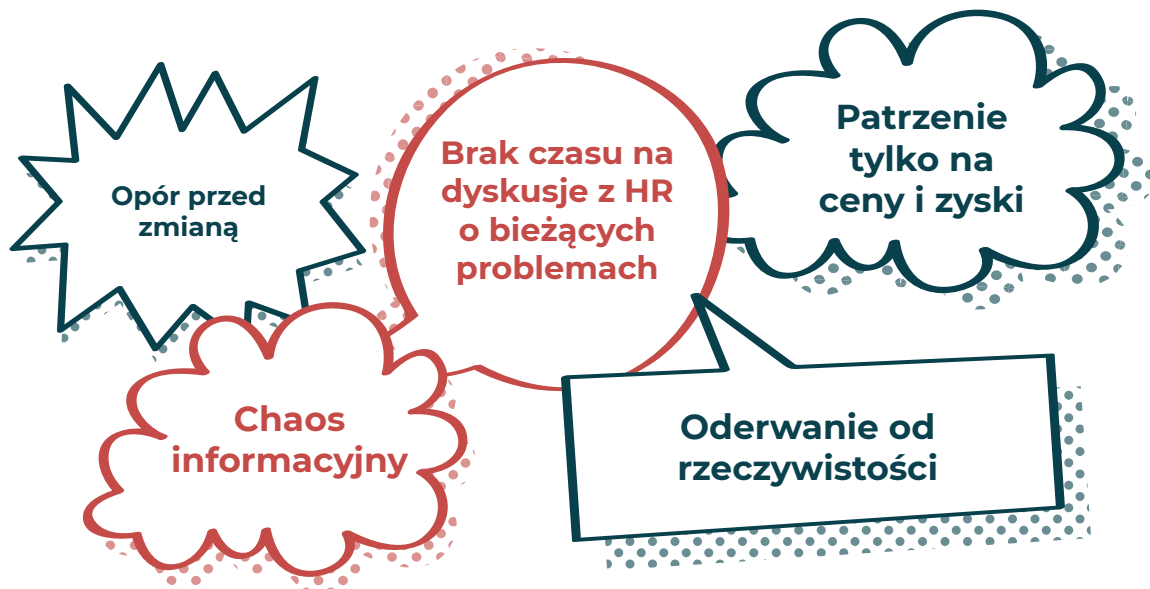 Opór przed
zmianą
Brak czasu na
dyskusje z HR
o bieżących
problemach
Patrzenie
tylko na
ceny i zyski
Chaos
informacyjny
Oderwanie od
rzeczywistości